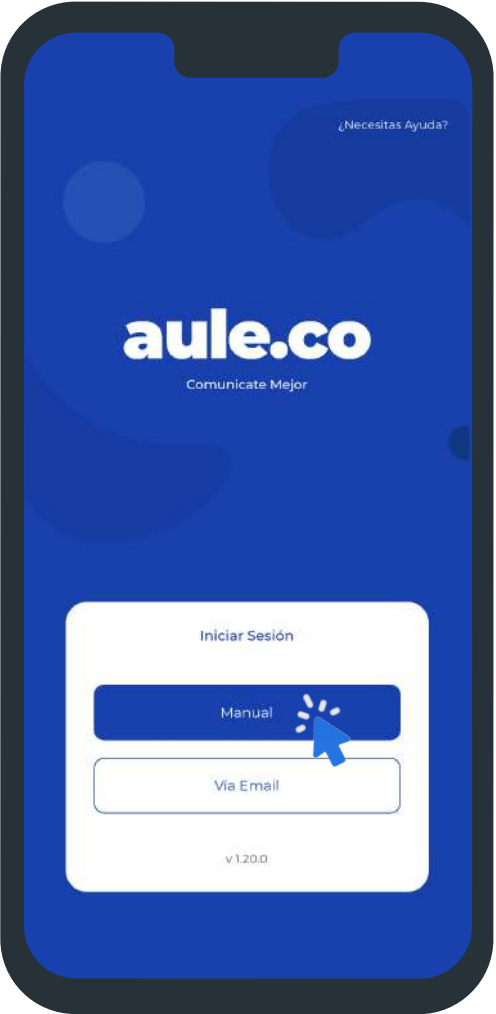 ¿Necesitas Ayuda?
aule.co
Comunicate Mejor
Iniciar Sesión
Manual
Vía Email
v 1.20.0